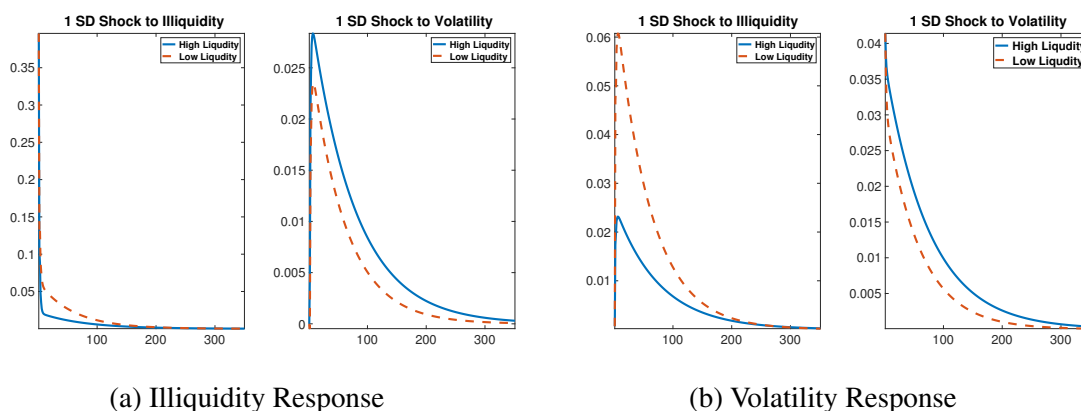 1 SD Shock to Illiquidity
High Liqudity
Low Liqudity
0.35
0.3
0.25
0.2
0.15
0.1
0.05
100
200
300
1 SD Shock to Volatility
High Liqudity
Low Liqudity
0.025
0.02
0.015
0.01
0.005
0
100
200
300
(a) Illiquidity Response
1 SD Shock to Illiquidity
High Liqudity
Low Liqudity
0.06
0.05
0.04
0.03
0.02
0.01
100
200
300
1 SD Shock to Volatility
High Liqudity
Low Liqudity
0.04
0.035
0.03
0.025
0.02
0.015
0.01
0.005
100
200
300
(b) Volatility Response